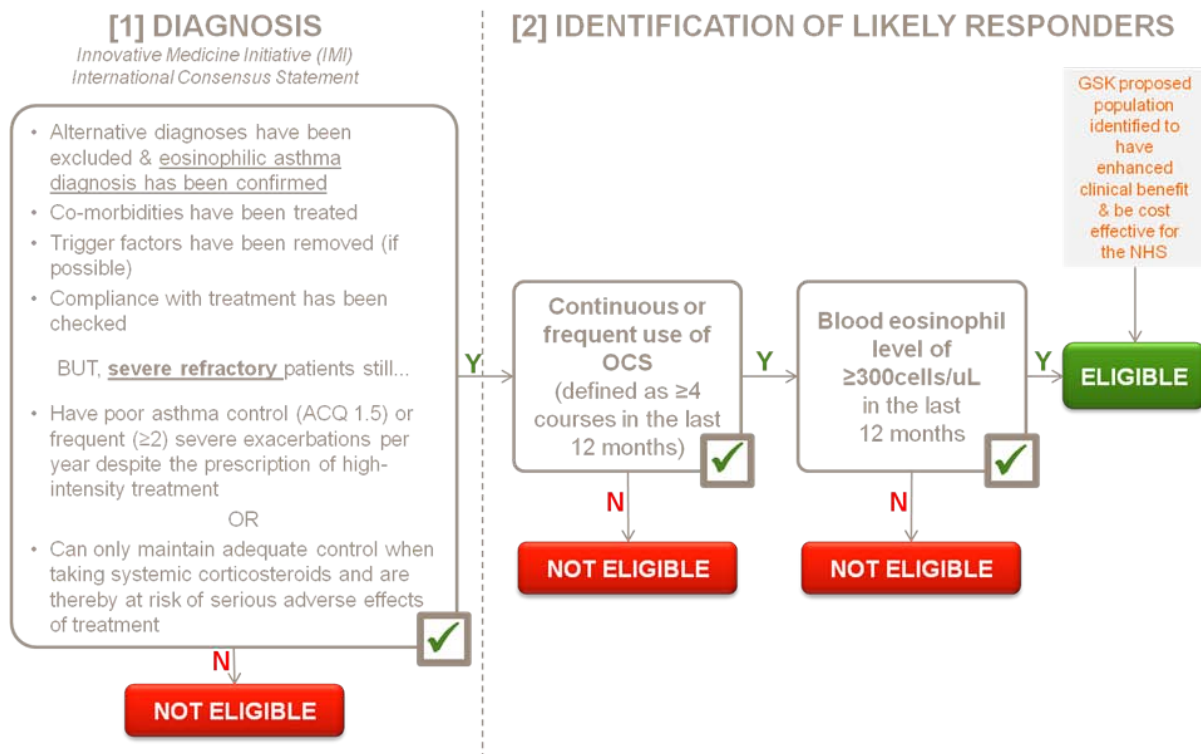 [1] DIAGNOSIS
Innovative Medicine Initiative (IMI)
International Consensus Statement
• Alternative diagnoses have been
excluded & eosinophilic asthma
diagnosis has been confirmed
• Co-morbidities have been treated
• Trigger factors have been removed (if
possible)
• Compliance with treatment has been
checked
BUT, severe refractory patients still...
• Have poor asthma control (ACQ 1.5) or
frequent (≥2) severe exacerbations per
year despite the prescription of high-
intensity treatment
OR
• Can only maintain adequate control when
taking systemic corticosteroids and are
thereby at risk of serious adverse effects
of treatment
N
NOT ELIGIBLE
Y
[2] IDENTIFICATION OF LIKELY RESPONDERS
Continuous or
frequent use of
OCS
(defined as ≥4
courses in the last
12 months)
N
NOT ELIGIBLE
Y
Blood eosinophil
level of
≥300cells/uL
in the last
12 months
N
NOT ELIGIBLE
Y
GSK proposed
population
identified to
have
enhanced
clinical benefit
& be cost
effective for
the NHS
ELIGIBLE